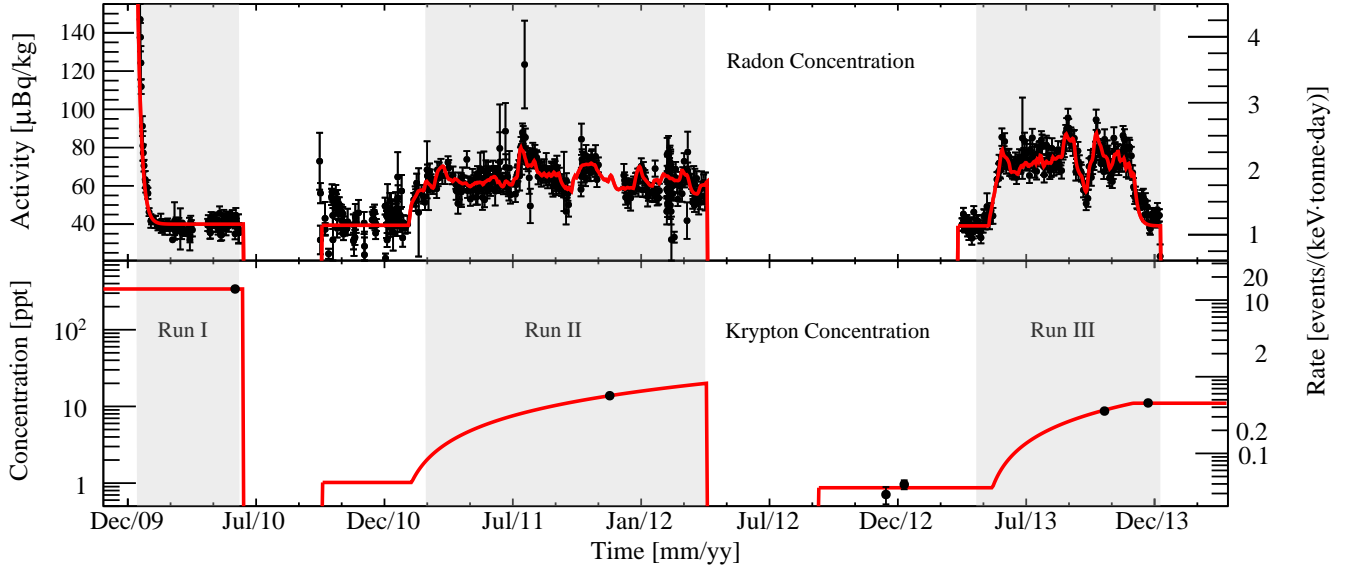 140
120
100
80
60
40
Activity [μBq/kg]
Radon Concentration
4
3
2
1
Rate [events/(keV·tonne·day)]
10²
10
1
Concentration [ppt]
Run I
Run II
Krypton Concentration
Run III
20
10
2
0.2
0.1
Dec/09 Jul/10 Dec/10 Jul/11 Jan/12 Jul/12 Dec/12 Jul/13 Dec/13
Time [mm/yy]